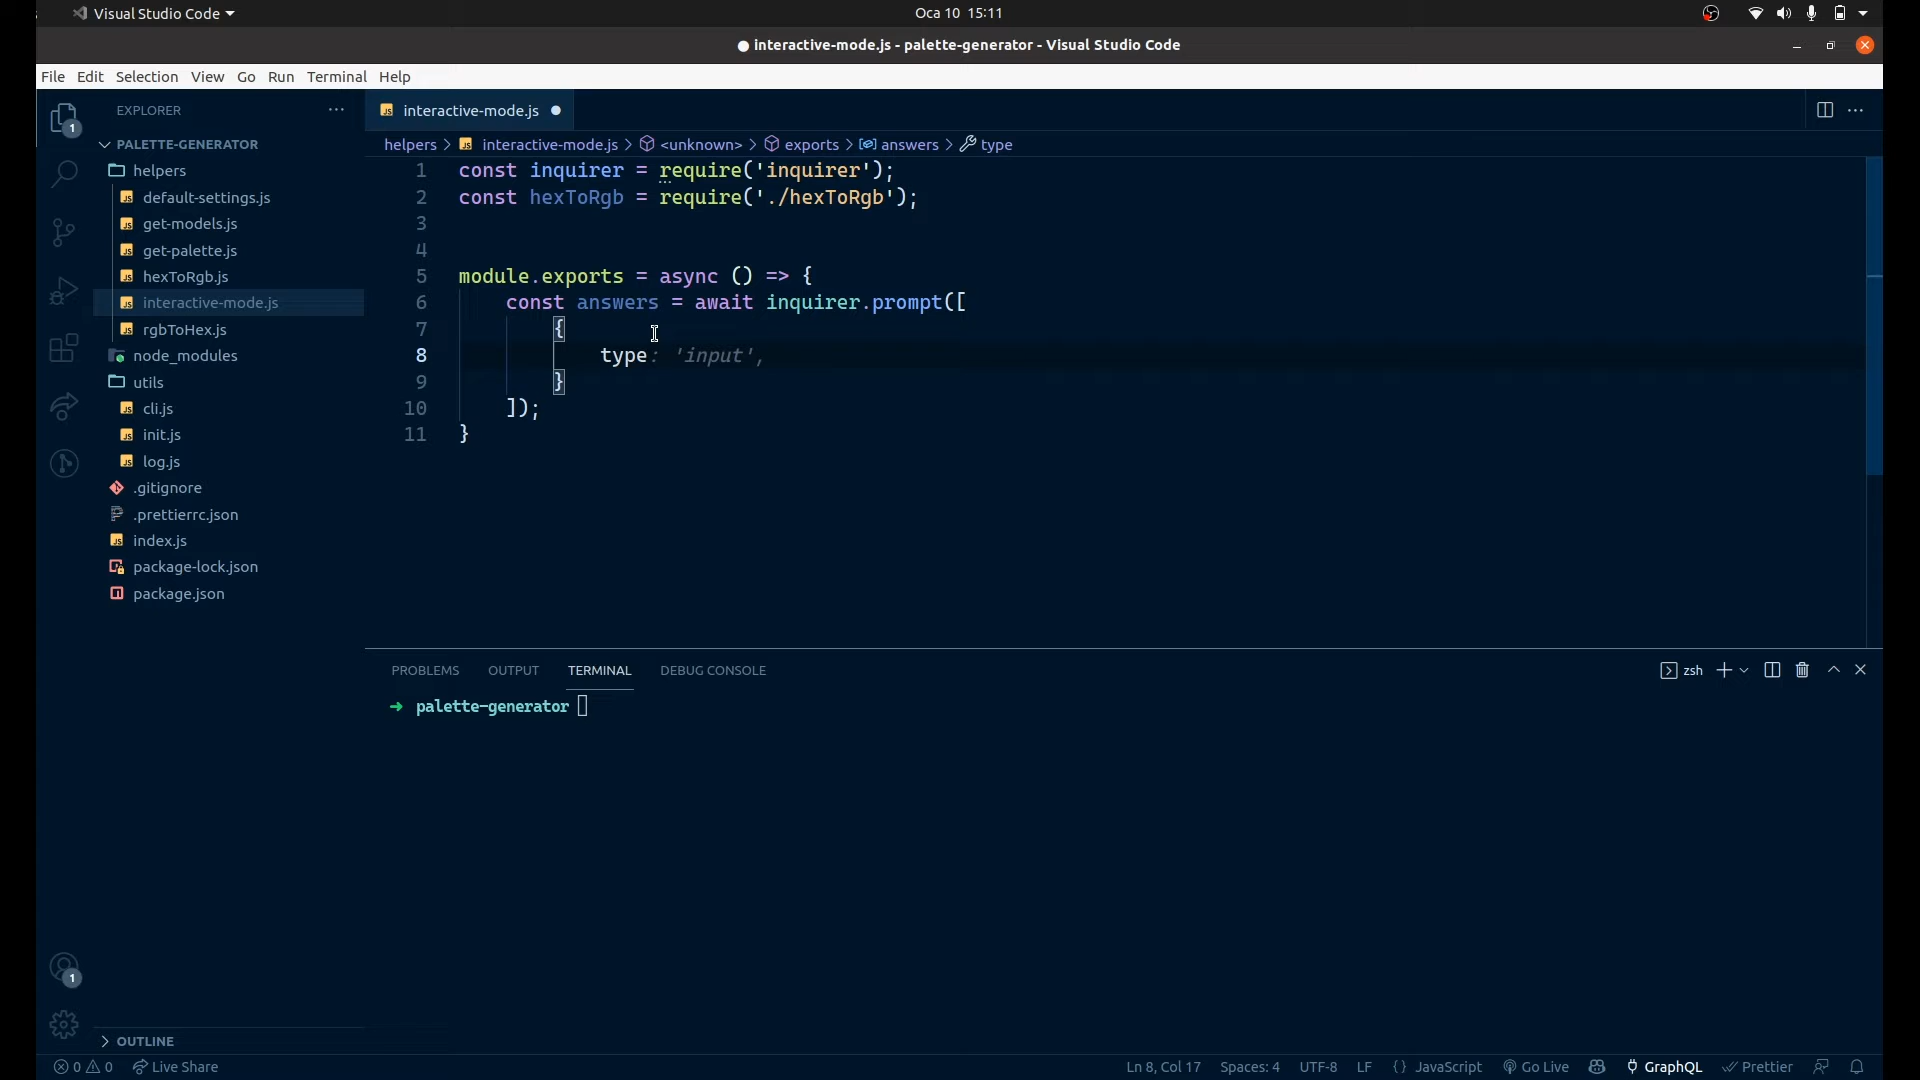 Visual Studio Code
Oca 10 15:11
● interactive-mode.js - palette-generator - Visual Studio Code
File Edit Selection View Go Run Terminal Help
EXPLORER
interactive-mode.js
helpers > interactive-mode.js > <unknown> > exports > answers > type
PALETTE-GENERATOR
helpers
default-settings.js
get-models.js
get-palette.js
hexToRgb.js
interactive-mode.js
rgbToHex.js
node_modules
utils
cli.js
init.js
log.js
.gitignore
.prettierrc.json
index.js
package-lock.json
package.json
1
1
OUTLINE
1 const inquirer = require('inquirer');
2 const hexToRgb = require('./hexToRgb');
3
4
5 module.exports = async () => {
6 const answers = await inquirer.prompt([
7 {
8 type: 'input',
9 }
10 ]);
11 }
PROBLEMS OUTPUT TERMINAL DEBUG CONSOLE
zsh
➜ palette-generator
0 0 Live Share
Ln 8, Col 17 Spaces: 4 UTF-8 LF {} JavaScript Go Live GraphQL Prettier